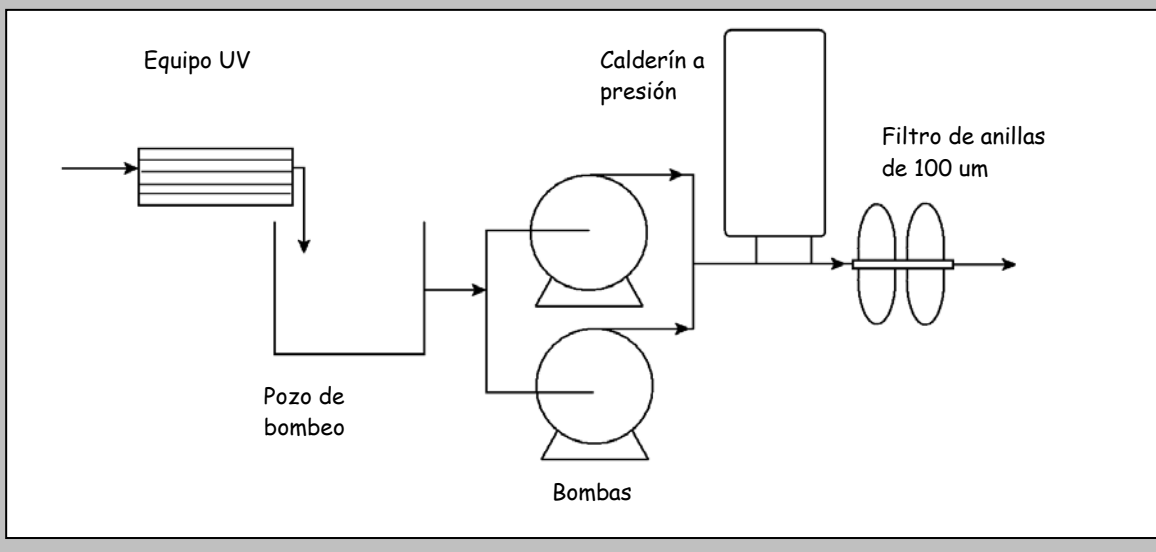 Equipo UV
Calderín a
presión
Filtro de anillas
de 100 um
Pozo de
bombeo
Bombas